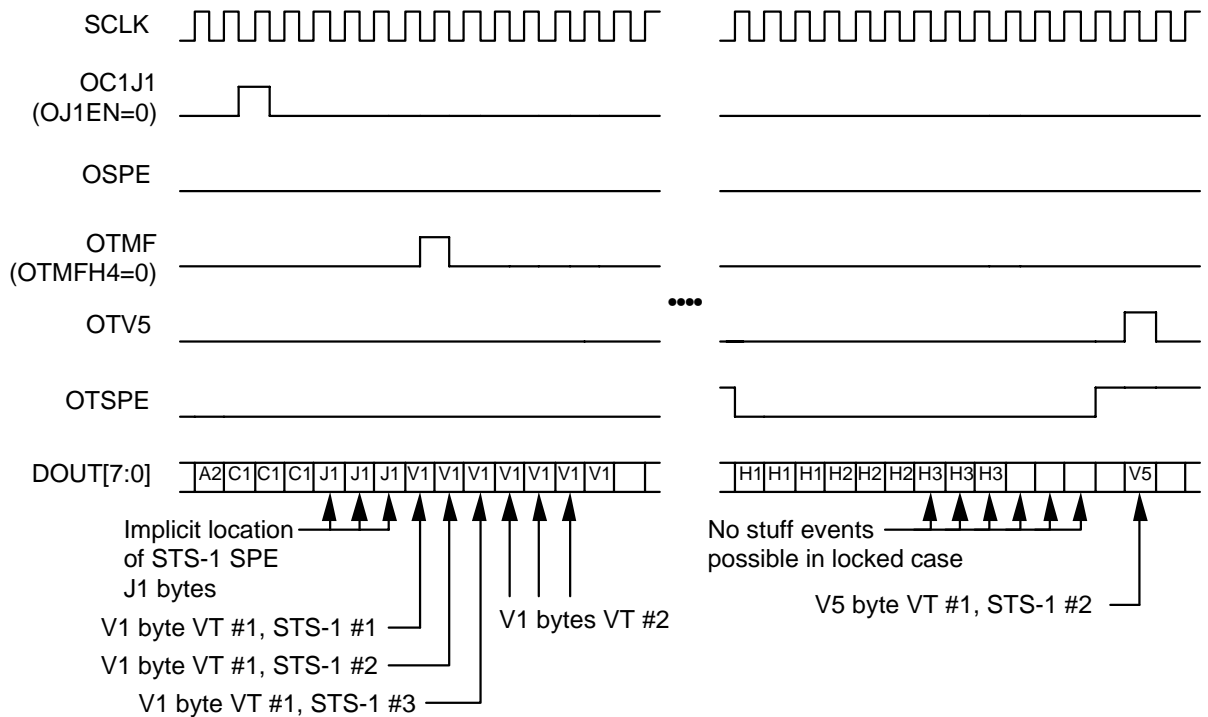 SCLK
OC1J1
(OJ1EN=0)
OSPE
OTMF
(OTMFH4=0)
OTV5
OTSPE
DOUT[7:0]
A2 C1 C1 C1 J1 J1 J1 V1 V1 V1 V1 V1 V1 V1
H1 H1 H1 H2 H2 H2 H3 H3 H3 V5
Implicit location
of STS-1 SPE
J1 bytes
No stuff events
possible in locked case
V1 bytes VT #2
V5 byte VT #1, STS-1 #2
V1 byte VT #1, STS-1 #1
V1 byte VT #1, STS-1 #2
V1 byte VT #1, STS-1 #3